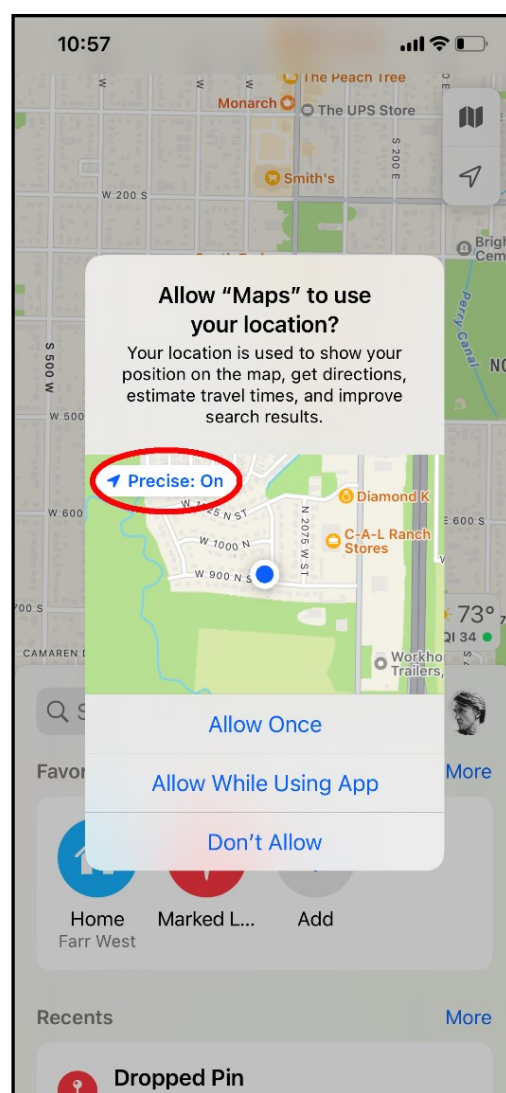 10:57
The Peach Tree
Monarch
The UPS Store
W
W
S 200 E
Smith's
W 200 S
Brigh
Cem
Perry Canal
Allow “Maps” to use
your location?
Your location is used to show your
position on the map, get directions,
estimate travel times, and improve
search results.
S 500 W
NO
W 500
Precise: On
Diamond K
N 2075 W ST
W 600
C-A-L Ranch
Stores
E 600 S
W 1000 N
W 900 N S
700 S
73°
QI 34
CAMAREN
Workho
Trailers,
Allow Once
Favor
Allow While Using App
More
Don’t Allow
Home
Marked L...
Add
Farr West
Recents
More
Dropped Pin